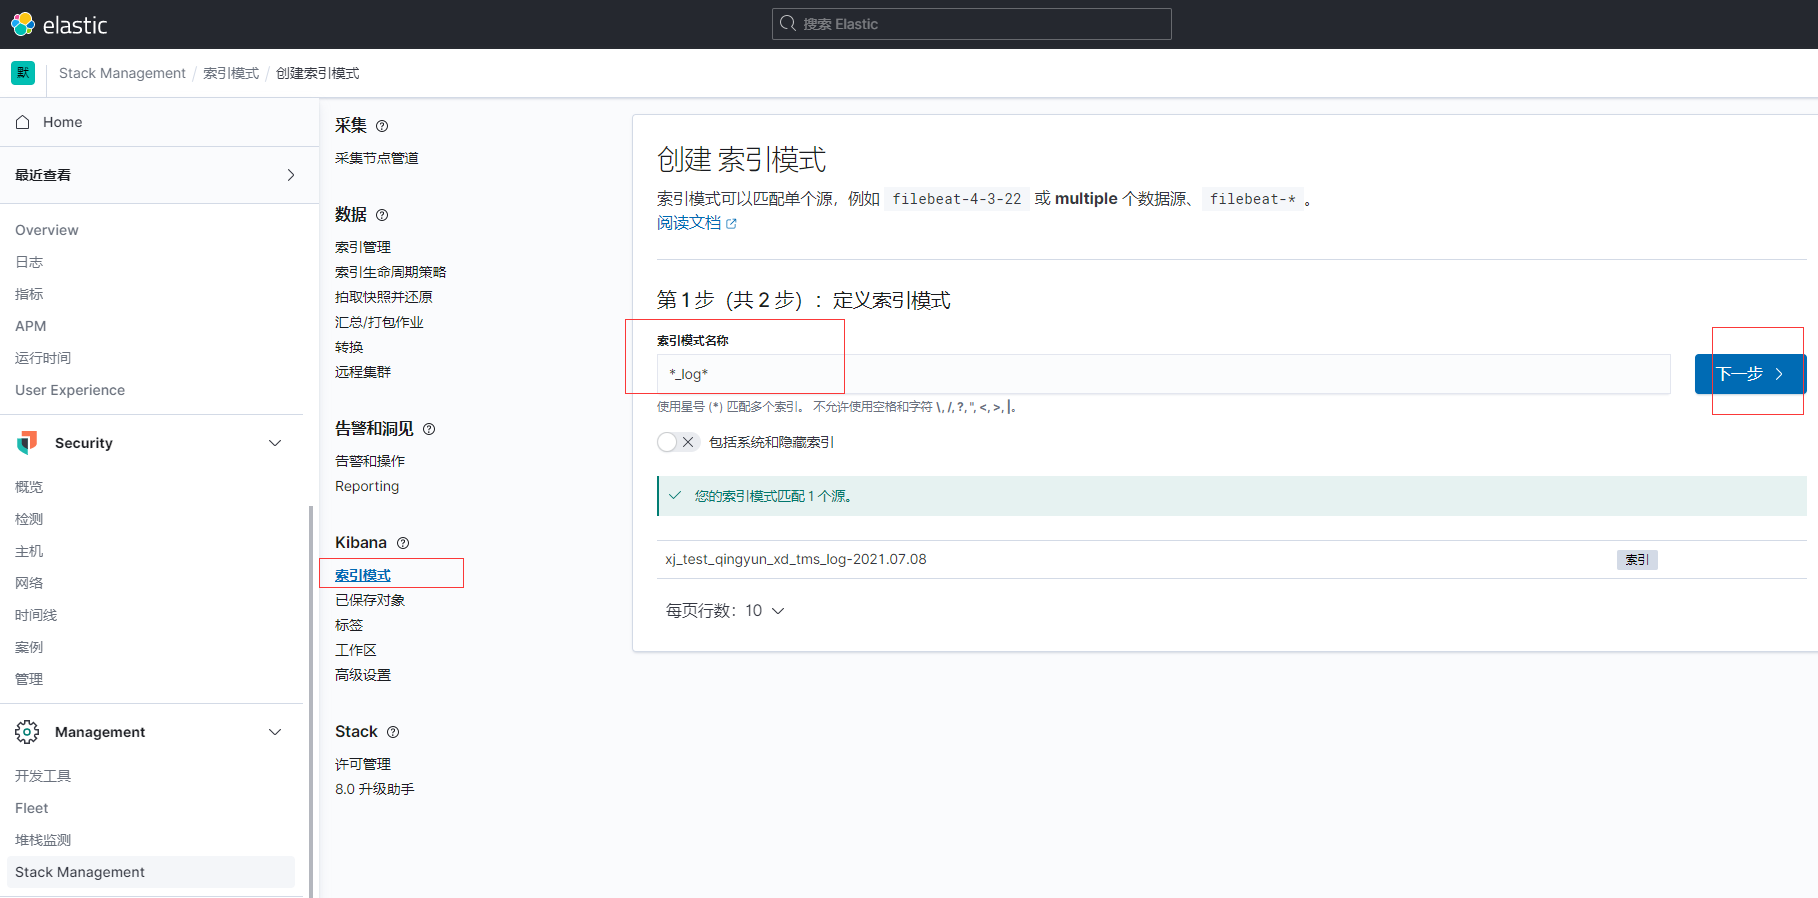 elastic
搜索 Elastic
默
Stack Management / 索引模式 / 创建索引模式
Home
最近查看
Overview
日志
指标
APM
运行时间
User Experience
Security
概览
检测
主机
网络
时间线
案例
管理
Management
开发工具
Fleet
堆栈监测
Stack Management
采集
采集节点管道
数据
索引管理
索引生命周期策略
拍取快照并还原
汇总/打包作业
转换
远程集群
告警和洞见
告警和操作
Reporting
Kibana
索引模式
已保存对象
标签
工作区
高级设置
Stack
许可管理
8.0 升级助手
创建 索引模式
索引模式可以匹配单个源，例如 filebeat-4-3-22 或 multiple 个数据源、 filebeat-* 。
阅读文档
第 1 步（共 2 步）：定义索引模式
索引模式名称
*_log*
下一步
使用星号 (*) 匹配多个索引。 不允许使用空格和字符 \, /, ?, ", <, >, |。
包括系统和隐藏索引
您的索引模式匹配 1 个源。
xj_test_qingyun_xd_tms_log-2021.07.08 索引
每页行数：10